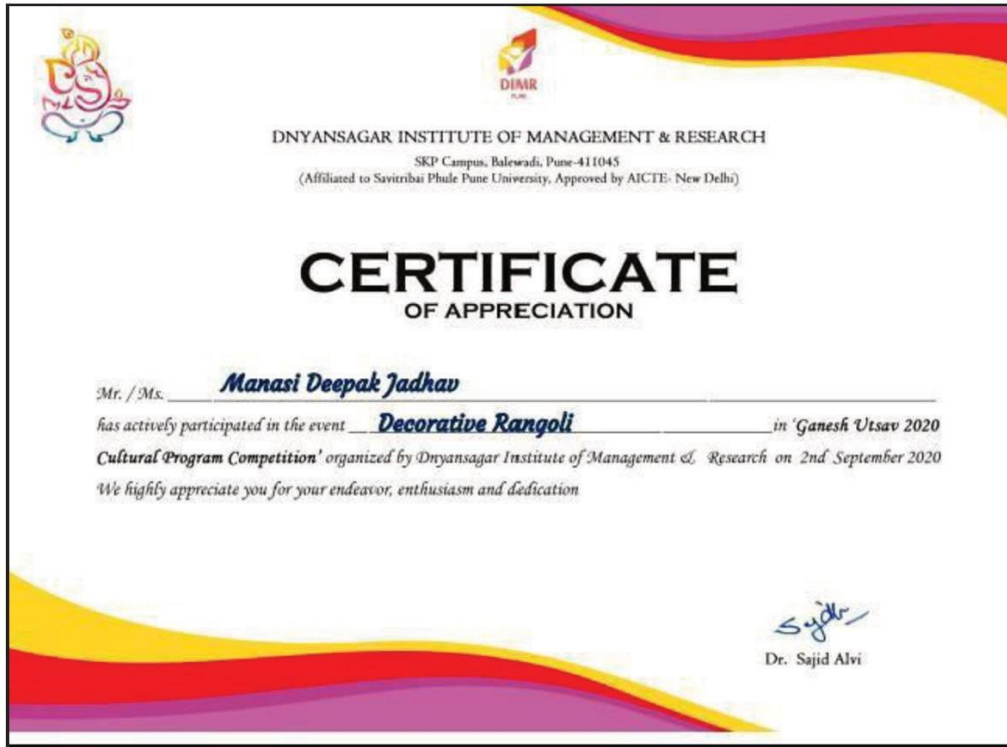 DIMR
PUNE
DNYANSAGAR INSTITUTE OF MANAGEMENT & RESEARCH
SKP Campus, Balewadi, Pune-411045
(Affiliated to Savitribai Phule Pune University, Approved by AICTE- New Delhi)
CERTIFICATE
OF APPRECIATION
Mr. / Ms. Manasi Deepak Jadhav
has actively participated in the event Decorative Rangoli in 'Ganesh Utsav 2020
Cultural Program Competition' organized by Dnyansagar Institute of Management & Research on 2nd September 2020
We highly appreciate you for your endeavor, enthusiasm and dedication
Dr. Sajid Alvi